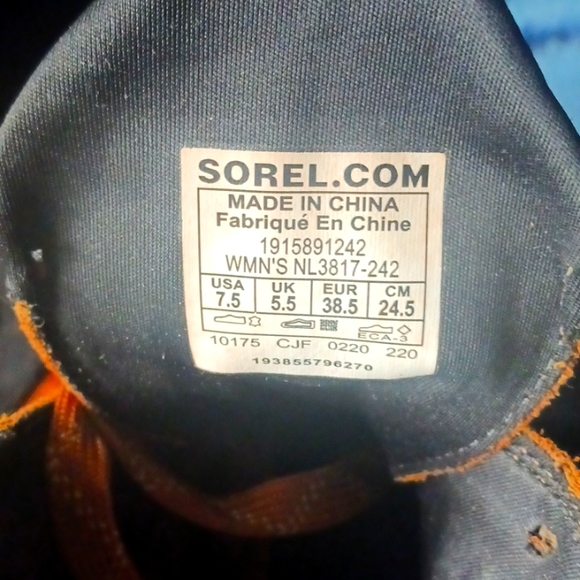 SOREL.COM
MADE IN CHINA
Fabriqué En Chine
1915891242
WMN'S NL3817-242
USA UK EUR CM
7.5 5.5 38.5 24.5
ECA-3
10175 CJF 0220 220
193855796270